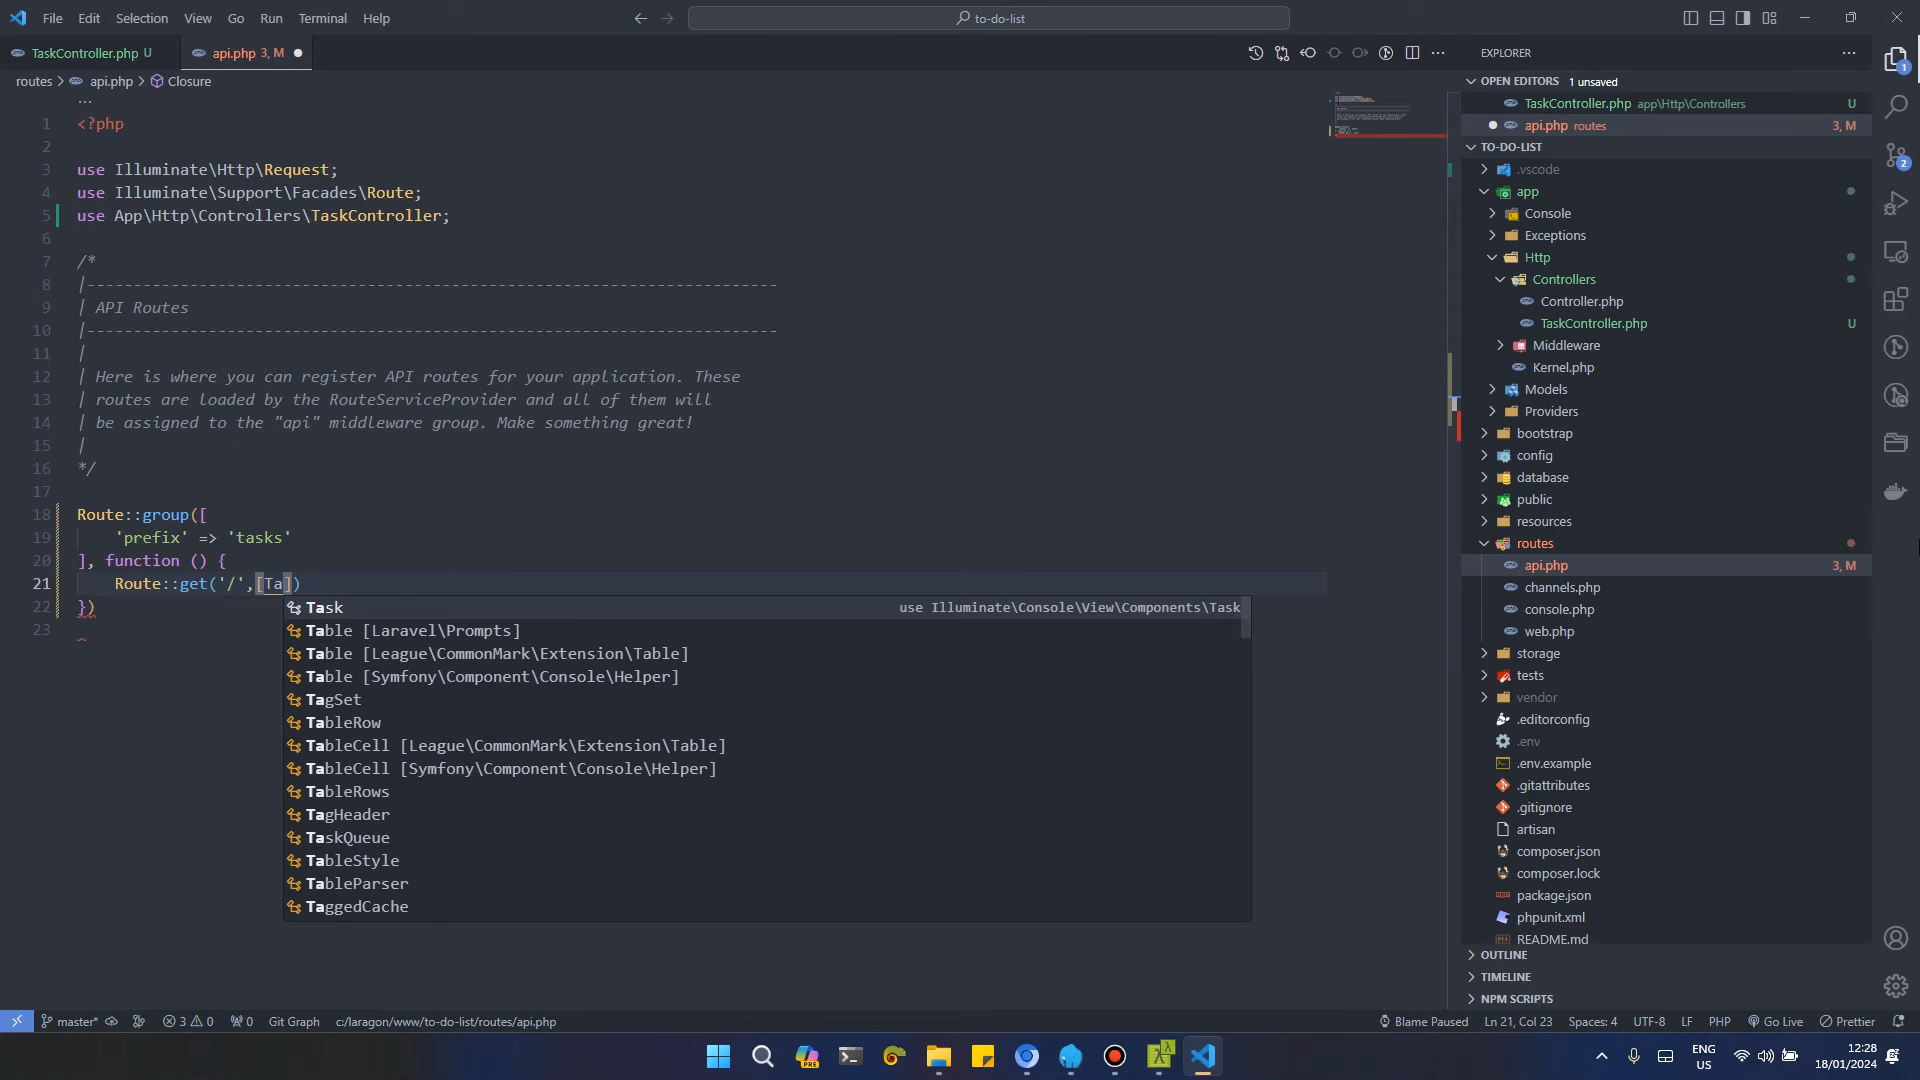 File Edit Selection View Go Run Terminal Help
to-do-list
TaskController.php U
api.php 3, M
routes > api.php > Closure
...
1 <?php
2
3 use Illuminate\Http\Request;
4 use Illuminate\Support\Facades\Route;
5 use App\Http\Controllers\TaskController;
6
7 /*
8 |--------------------------------------------------------------------------
9 | API Routes
10 |--------------------------------------------------------------------------
11 |
12 | Here is where you can register API routes for your application. These
13 | routes are loaded by the RouteServiceProvider and all of them will
14 | be assigned to the "api" middleware group. Make something great!
15 |
16 */
17
18 Route::group([
19 'prefix' => 'tasks'
20 ], function () {
21 Route::get('/',[Ta])
22 })
23
Task use Illuminate\Console\View\Components\Task
Table [Laravel\Prompts]
Table [League\CommonMark\Extension\Table]
Table [Symfony\Component\Console\Helper]
TagSet
TableRow
TableCell [League\CommonMark\Extension\Table]
TableCell [Symfony\Component\Console\Helper]
TableRows
TagHeader
TaskQueue
TableStyle
TableParser
TaggedCache
EXPLORER
OPEN EDITORS 1 unsaved
TaskController.php app\Http\Controllers U
api.php routes 3, M
TO-DO-LIST
.vscode
app
Console
Exceptions
Http
Controllers
Controller.php
TaskController.php U
Middleware
Kernel.php
Models
Providers
bootstrap
config
database
public
resources
routes
api.php 3, M
channels.php
console.php
web.php
storage
tests
vendor
.editorconfig
.env
.env.example
.gitattributes
.gitignore
artisan
composer.json
composer.lock
package.json
phpunit.xml
README.md
OUTLINE
TIMELINE
NPM SCRIPTS
1
2
master* 3 0 0 Git Graph c:/laragon/www/to-do-list/routes/api.php
Blame Paused Ln 21, Col 23 Spaces: 4 UTF-8 LF PHP Go Live Prettier
PRE
ENG
US
12:28
18/01/2024